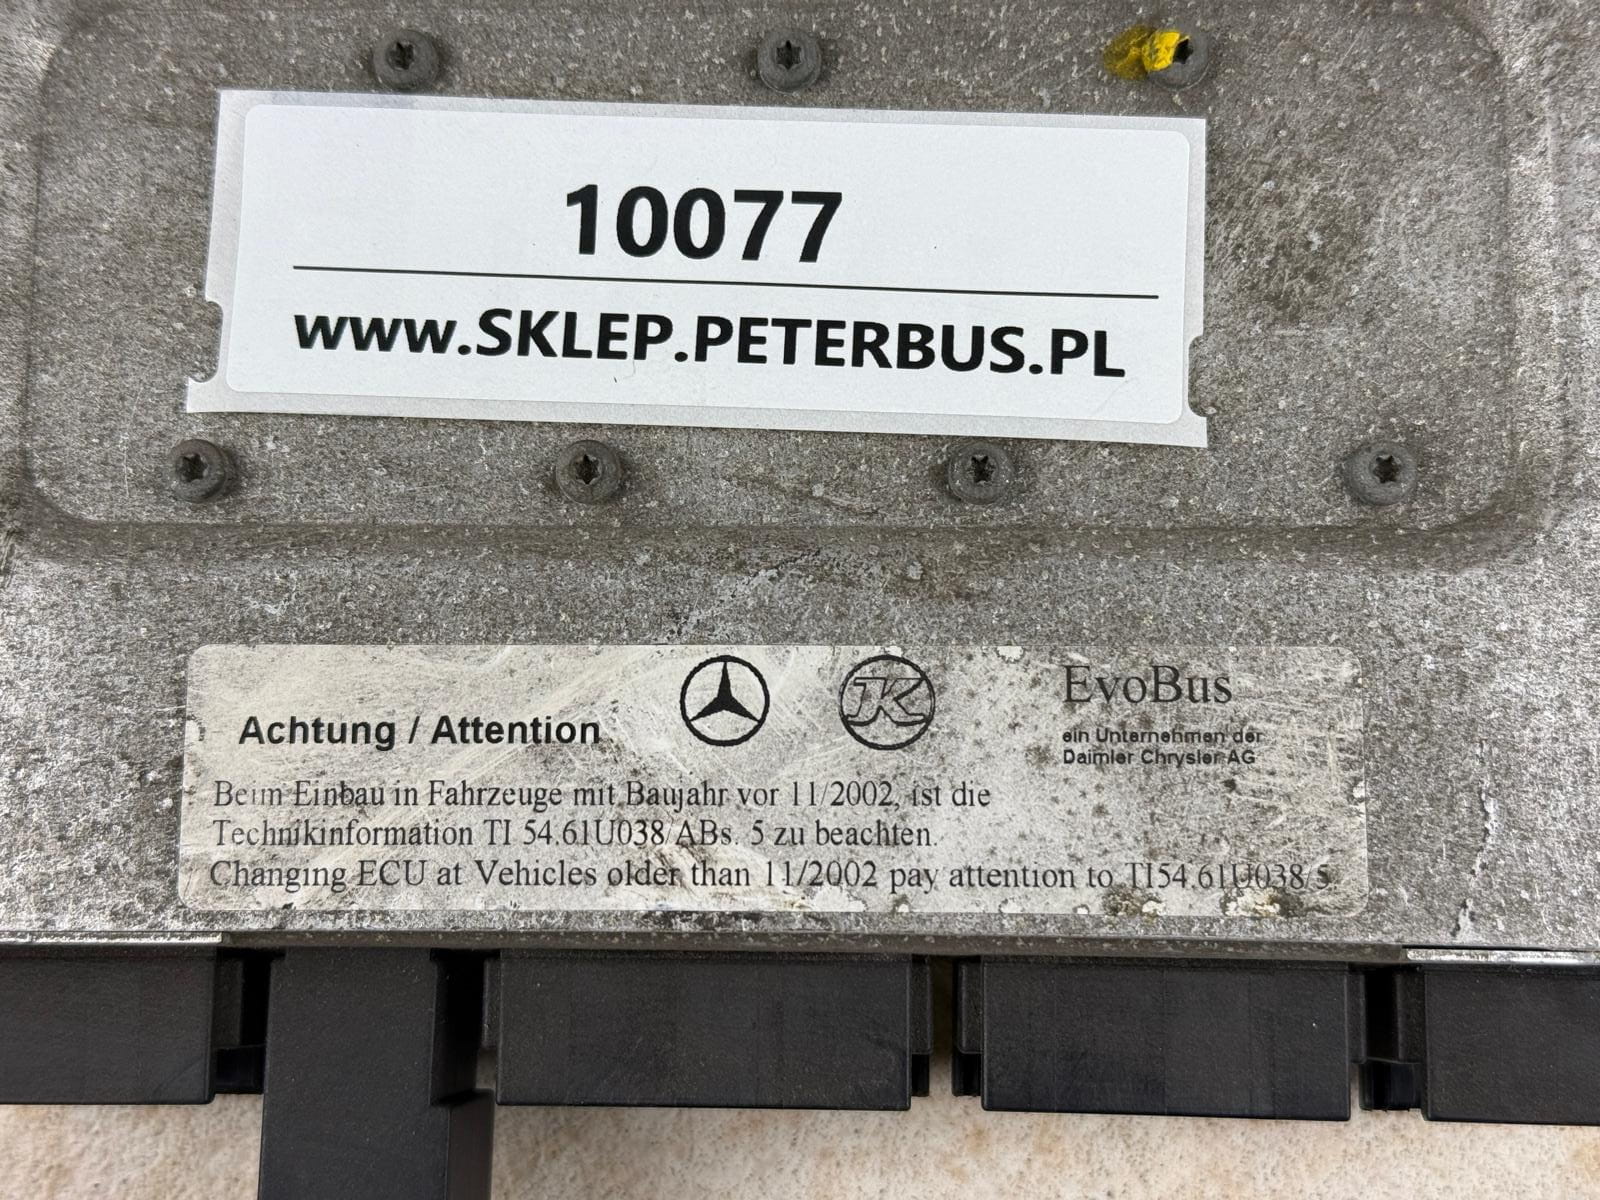 10077
www.SKLEP.PETERBUS.PL
Achtung / Attention
K
EvoBus
ein Unternehmen der
Daimler Chrysler AG
Beim Einbau in Fahrzeuge mit Baujahr vor 11/2002, ist die
Technikinformation TI 54.61U038/ABs. 5 zu beachten.
Changing ECU at Vehicles older than 11/2002 pay attention to TI54.61U038/5.